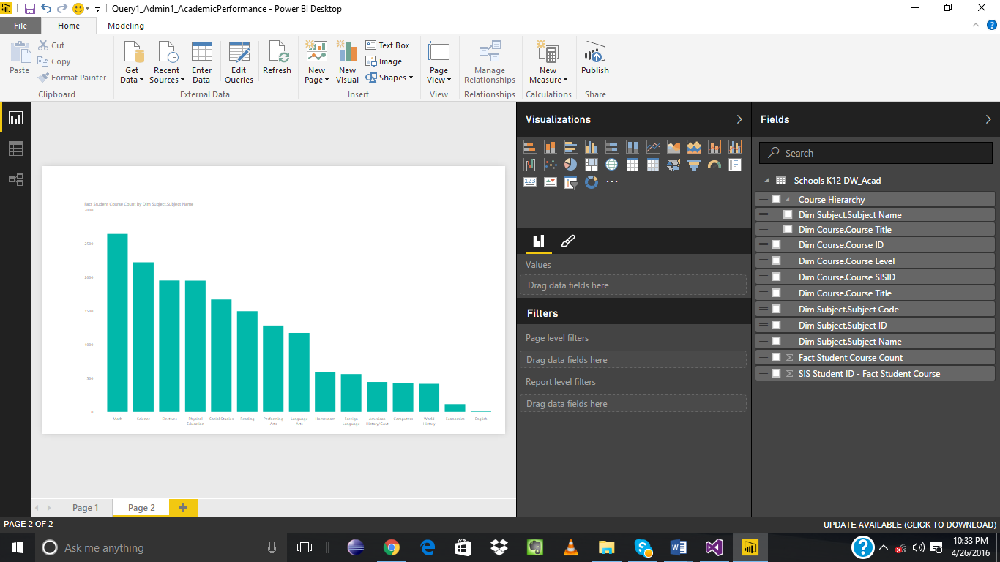 Query1_Admin1_AcademicPerformance - Power BI Desktop
File
Home
Modeling
Paste
Cut
Copy
Format Painter
Clipboard
Get Data
Recent Sources
Enter Data
Edit Queries
Refresh
External Data
New Page
New Visual
Text Box
Image
Shapes
Insert
Page View
View
Manage Relationships
Relationships
New Measure
Calculations
Publish
Share
Fact Student Course Count by Dim Subject.Subject Name
3000
2500
2000
1500
1000
500
0
Math
Science
Electives
Physical Education
Social Studies
Reading
Performing Arts
Language Arts
Homeroom
Foreign Language
American History/Govt
Computers
World History
Economics
English
Visualizations
123
Values
Drag data fields here
Filters
Page level filters
Drag data fields here
Report level filters
Drag data fields here
Fields
Search
Schools K12 DW_Acad
Course Hierarchy
Dim Subject.Subject Name
Dim Course.Course Title
Dim Course.Course ID
Dim Course.Course Level
Dim Course.Course SISID
Dim Course.Course Title
Dim Subject.Subject Code
Dim Subject.Subject ID
Dim Subject.Subject Name
Σ Fact Student Course Count
Σ SIS Student ID - Fact Student Course
Page 1
Page 2
PAGE 2 OF 2
UPDATE AVAILABLE (CLICK TO DOWNLOAD)
Ask me anything
1
10:33 PM
4/26/2016